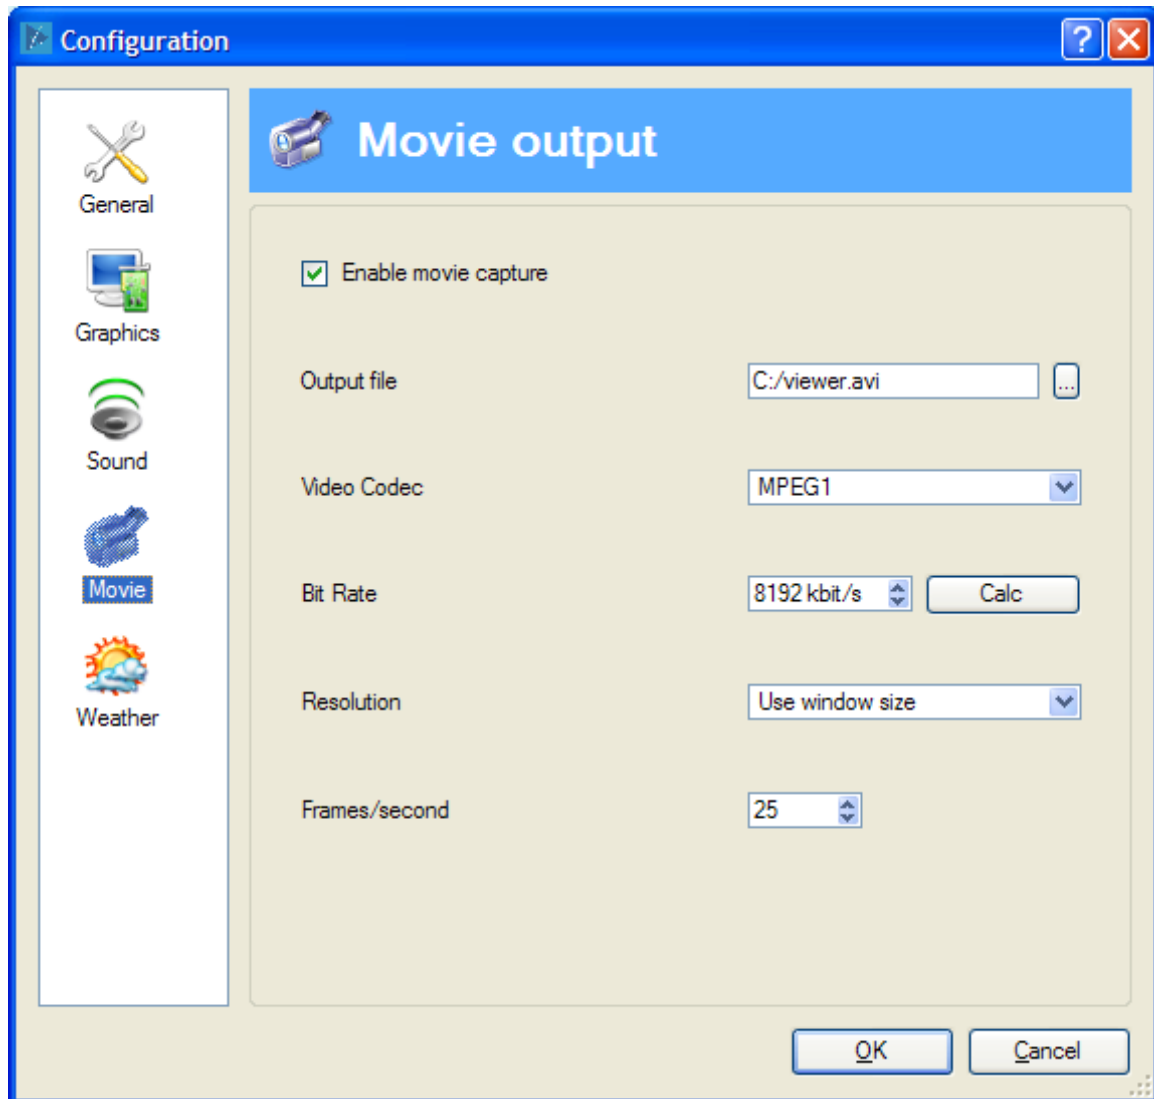 Configuration
General
Graphics
Sound
Movie
Weather
Movie output
Enable movie capture
Output file C:/viewer.avi ...
Video Codec MPEG1
Bit Rate 8192 kbit/s Calc
Resolution Use window size
Frames/second 25
OK Cancel